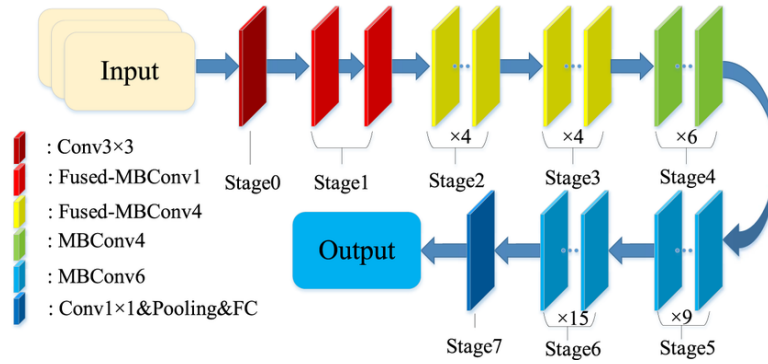 Input
×4
×4
×6
Stage0
Stage1
Stage2
Stage3
Stage4
: Conv3×3
: Fused-MBConv1
: Fused-MBConv4
: MBConv4
: MBConv6
: Conv1×1&Pooling&FC
Output
×15
×9
Stage7
Stage6
Stage5